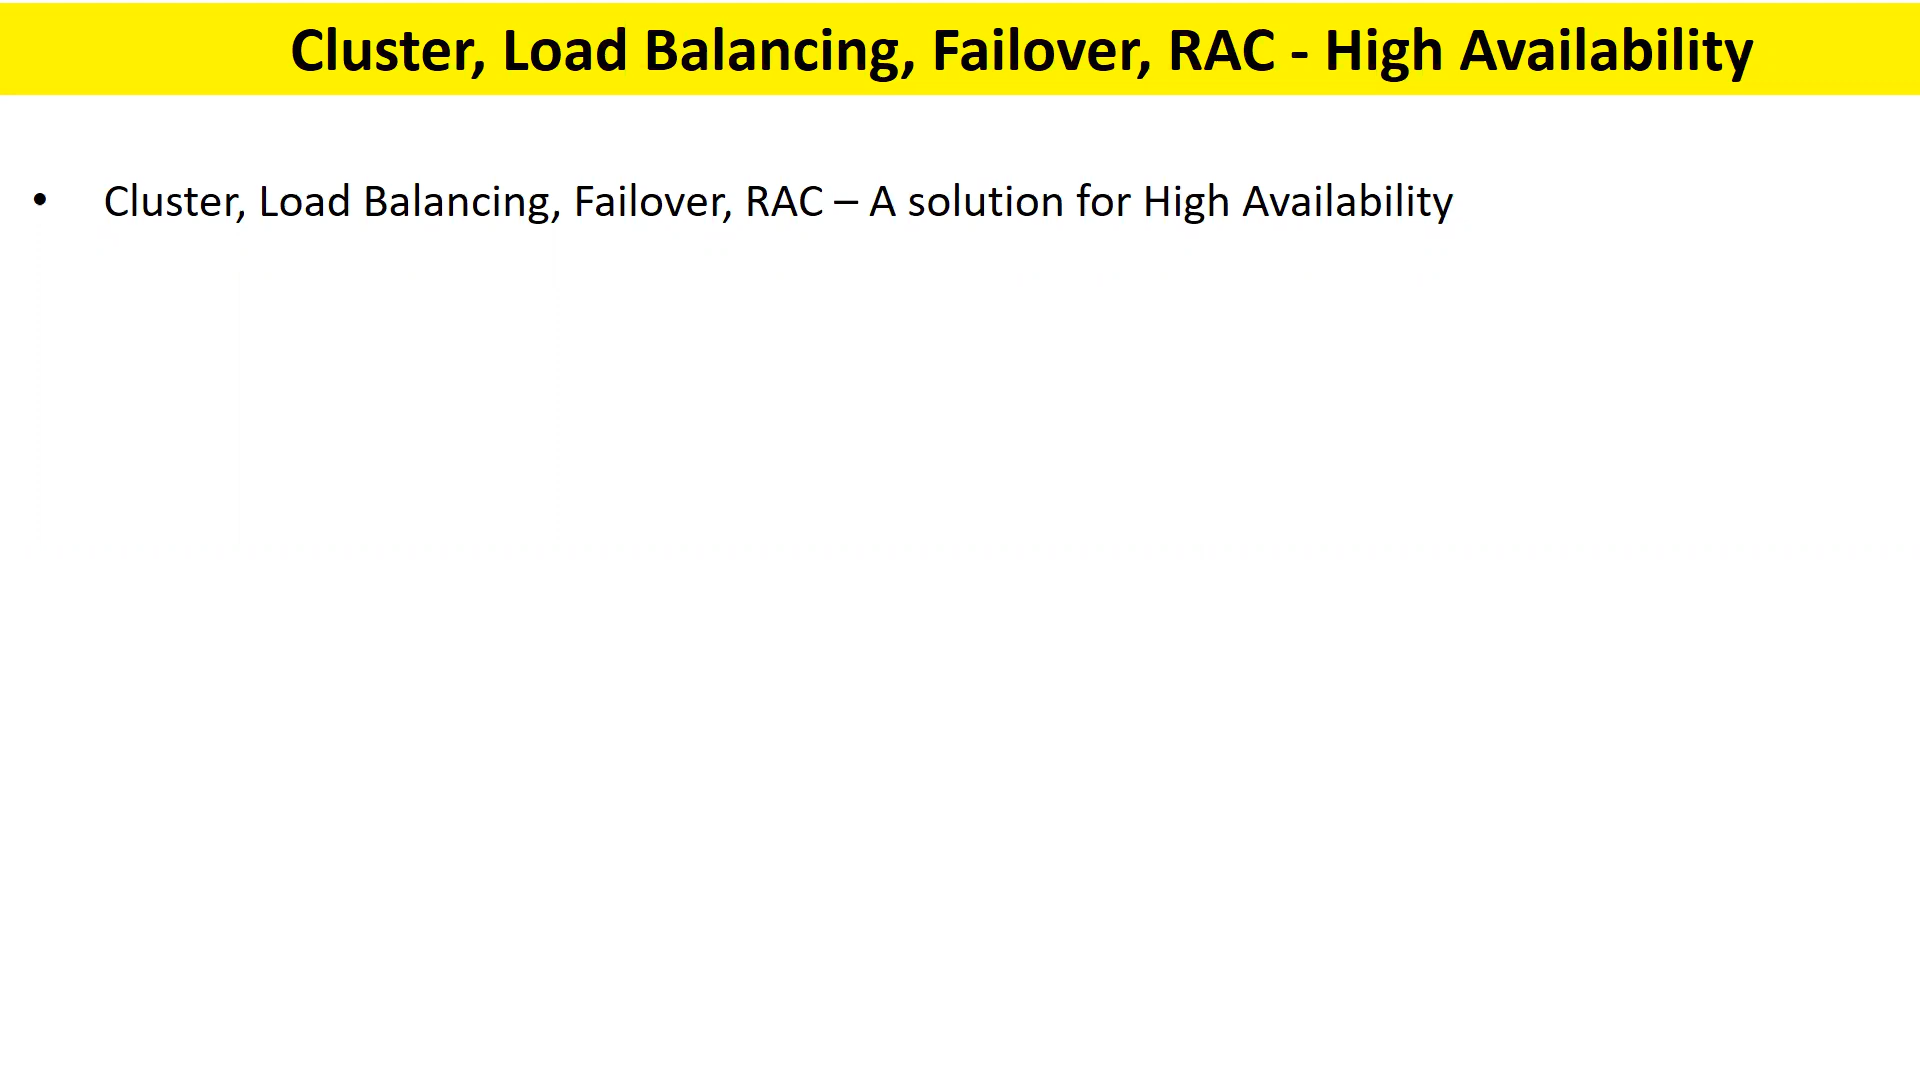 Cluster, Load Balancing, Failover, RAC - High Availability
• Cluster, Load Balancing, Failover, RAC – A solution for High Availability